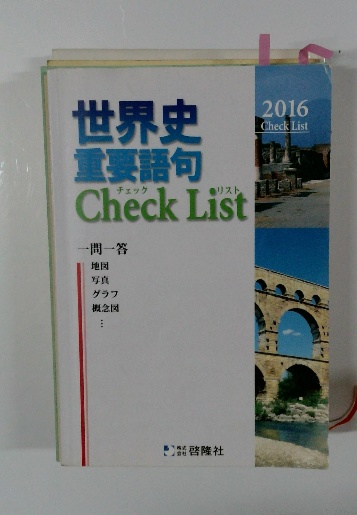 2016
Check List
世界史
重要語句
チェック リスト
Check List
一問一答
地図
写真
グラフ
概念図
⋮
株式会社 啓隆社